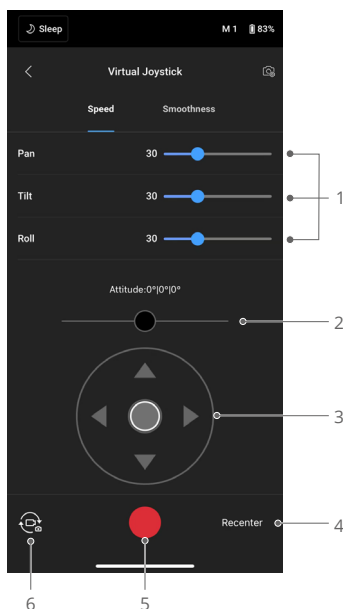 Sleep M 1 83%
Virtual Joystick
Speed Smoothness
Pan 30
1
Tilt 30
Roll 30
Attitude:0°|0°|0°
2
3
Recenter 4
6 5